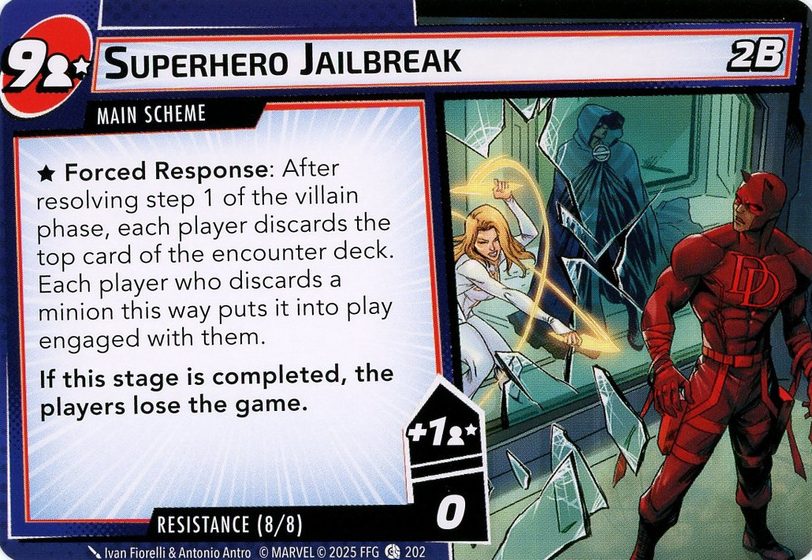 9
SUPERHERO JAILBREAK
2B
MAIN SCHEME
★ Forced Response: After
resolving step 1 of the villain
phase, each player discards the
top card of the encounter deck.
Each player who discards a
minion this way puts it into play
engaged with them.
If this stage is completed, the
players lose the game.
+1
0
DD
RESISTANCE (8/8)
Ivan Fiorelli & Antonio Antro © MARVEL © 2025 FFG 202